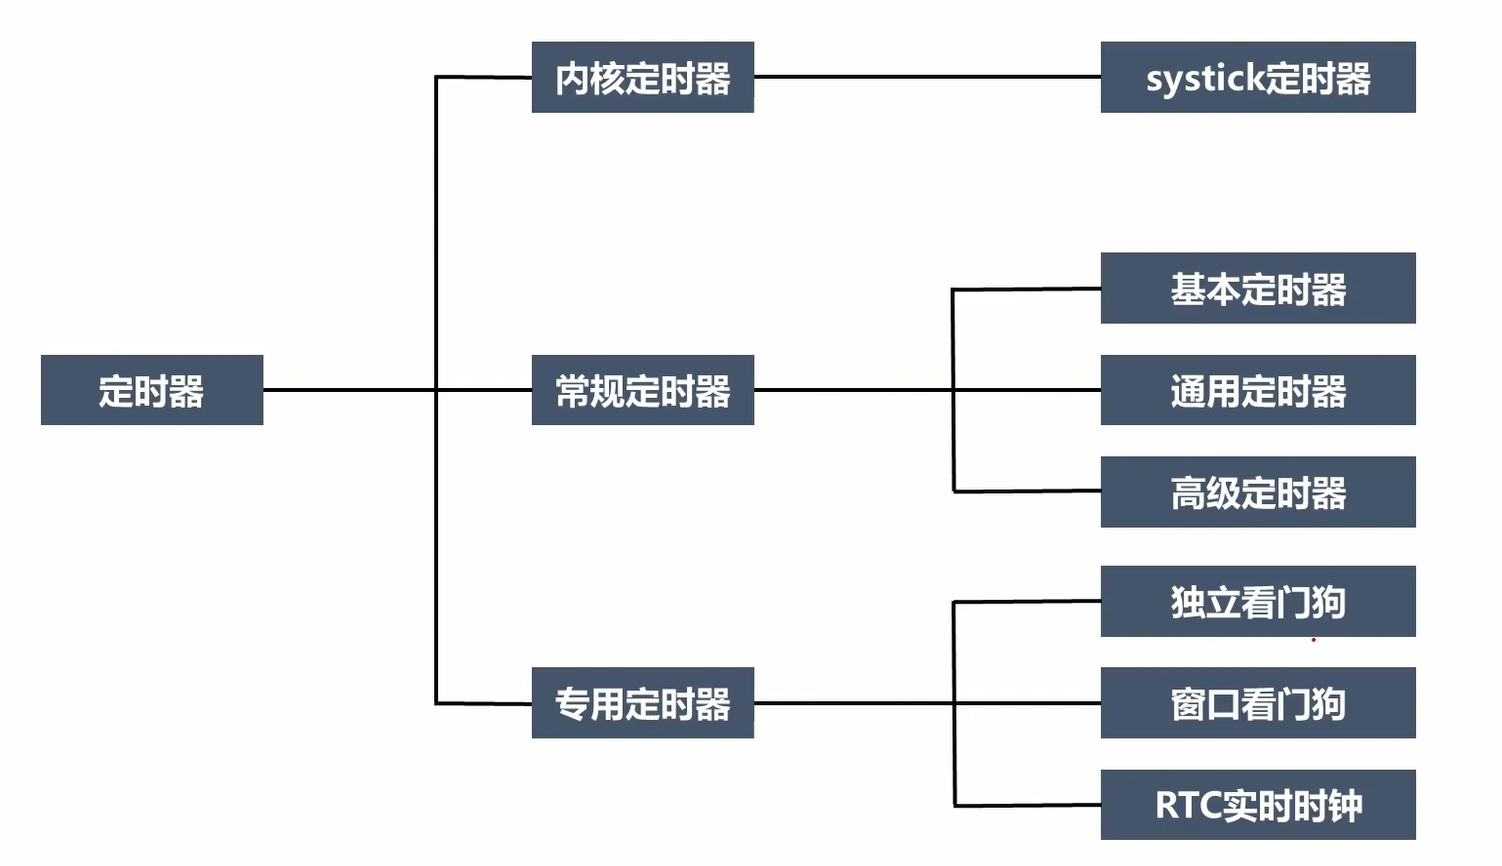 内核定时器
systick定时器
基本定时器
定时器
常规定时器
通用定时器
高级定时器
独立看门狗
专用定时器
窗口看门狗
RTC实时时钟